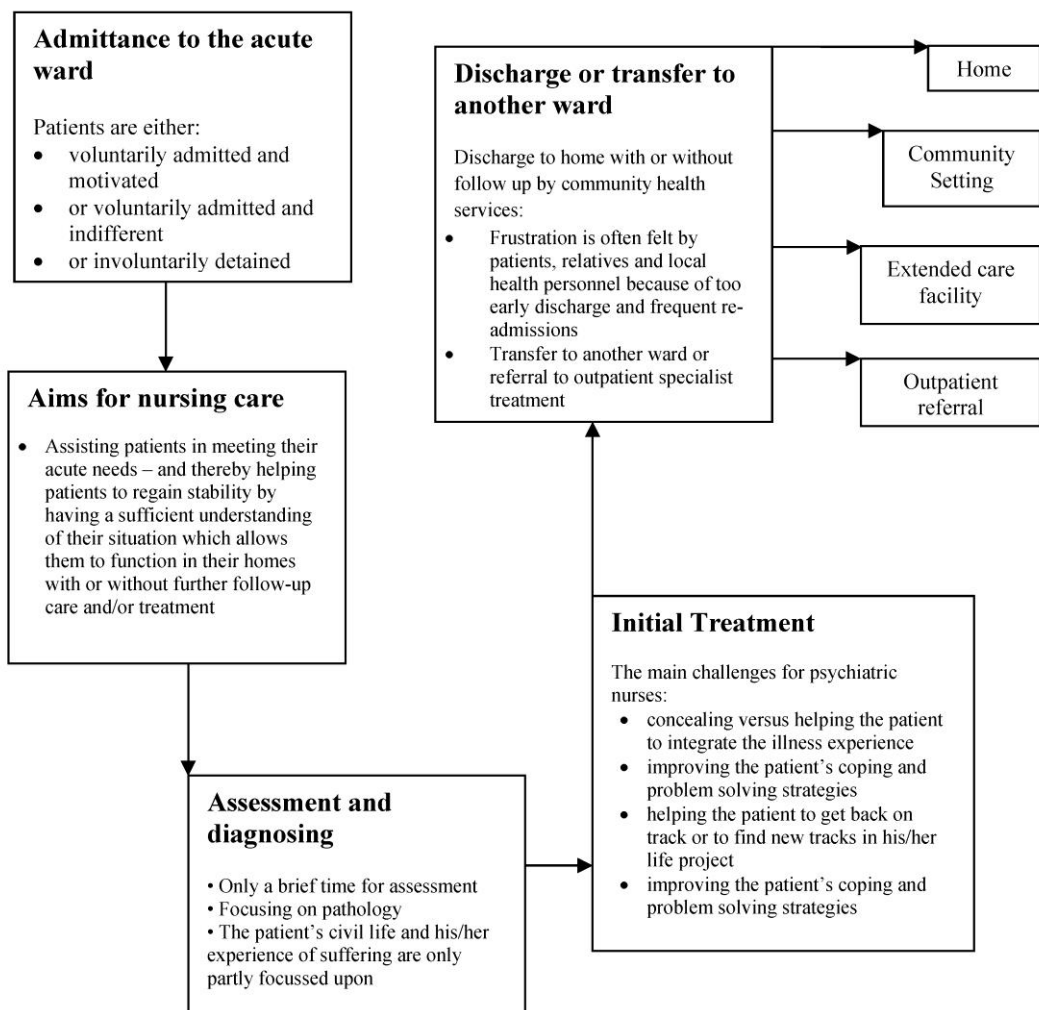 Admittance to the acute
ward
Patients are either:
• voluntarily admitted and
motivated
• or voluntarily admitted and
indifferent
• or involuntarily detained
Aims for nursing care
• Assisting patients in meeting their
acute needs – and thereby helping
patients to regain stability by
having a sufficient understanding
of their situation which allows
them to function in their homes
with or without further follow-up
care and/or treatment
Assessment and
diagnosing
• Only a brief time for assessment
• Focusing on pathology
• The patient’s civil life and his/her
experience of suffering are only
partly focussed upon
Initial Treatment
The main challenges for psychiatric
nurses:
• concealing versus helping the patient
to integrate the illness experience
• improving the patient’s coping and
problem solving strategies
• helping the patient to get back on
track or to find new tracks in his/her
life project
• improving the patient’s coping and
problem solving strategies
Discharge or transfer to
another ward
Discharge to home with or without
follow up by community health
services:
• Frustration is often felt by
patients, relatives and local
health personnel because of too
early discharge and frequent re-
admissions
• Transfer to another ward or
referral to outpatient specialist
treatment
Home
Community
Setting
Extended care
facility
Outpatient
referral